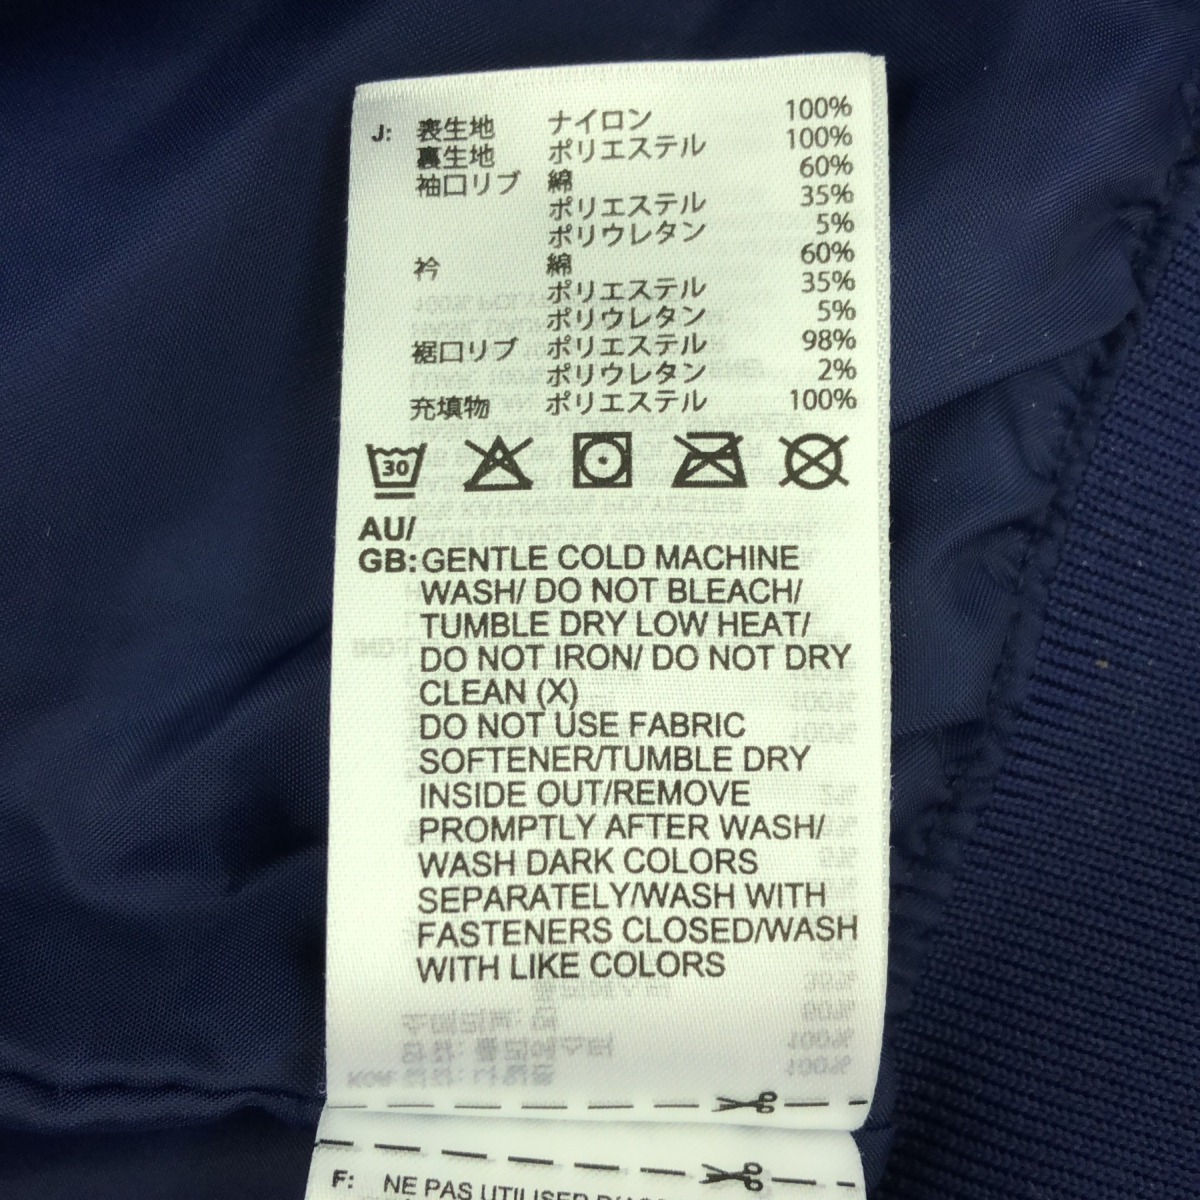 J: 表生地 ナイロン 100%
裏生地 ポリエステル 100%
袖口リブ 綿 60%
ポリエステル 35%
ポリウレタン 5%
衿 綿 60%
ポリエステル 35%
ポリウレタン 5%
裾口リブ ポリエステル 98%
ポリウレタン 2%
充填物 ポリエステル 100%
30
AU/
GB: GENTLE COLD MACHINE
WASH/ DO NOT BLEACH/
TUMBLE DRY LOW HEAT/
DO NOT IRON/ DO NOT DRY
CLEAN (X)
DO NOT USE FABRIC
SOFTENER/TUMBLE DRY
INSIDE OUT/REMOVE
PROMPTLY AFTER WASH/
WASH DARK COLORS
SEPARATELY/WASH WITH
FASTENERS CLOSED/WASH
WITH LIKE COLORS
F: NE PAS UTILISER